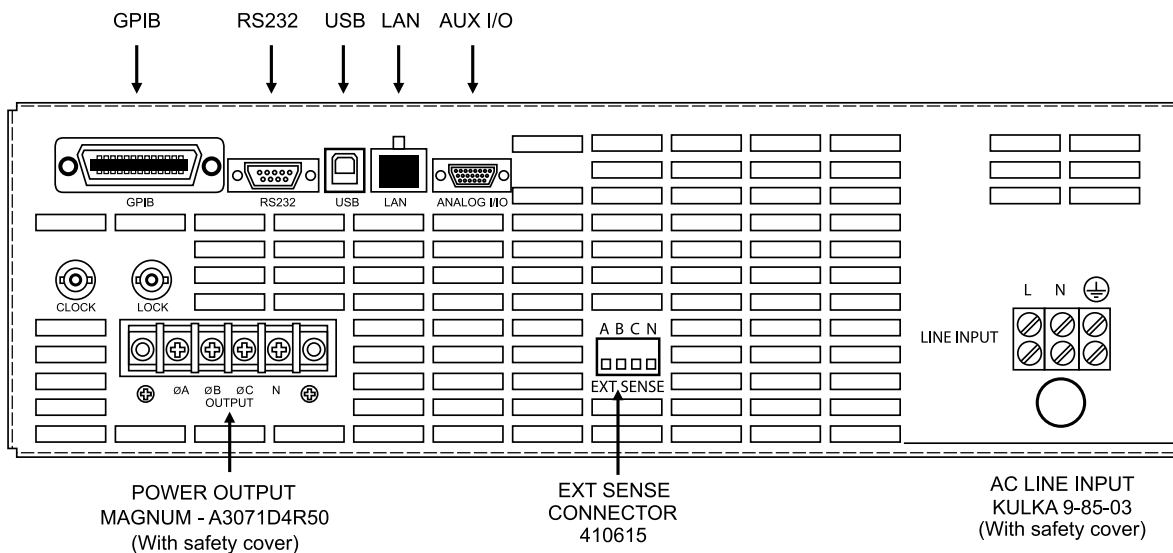 GPIB RS232 USB LAN AUX I/O
GPIB RS232 USB LAN ANALOG I/O
CLOCK LOCK
L N
A B C N
LINE INPUT
EXT SENSE
ØA ØB ØC N
OUTPUT
POWER OUTPUT
MAGNUM - A3071D4R50
(With safety cover)
EXT SENSE
CONNECTOR
410615
AC LINE INPUT
KULKA 9-85-03
(With safety cover)